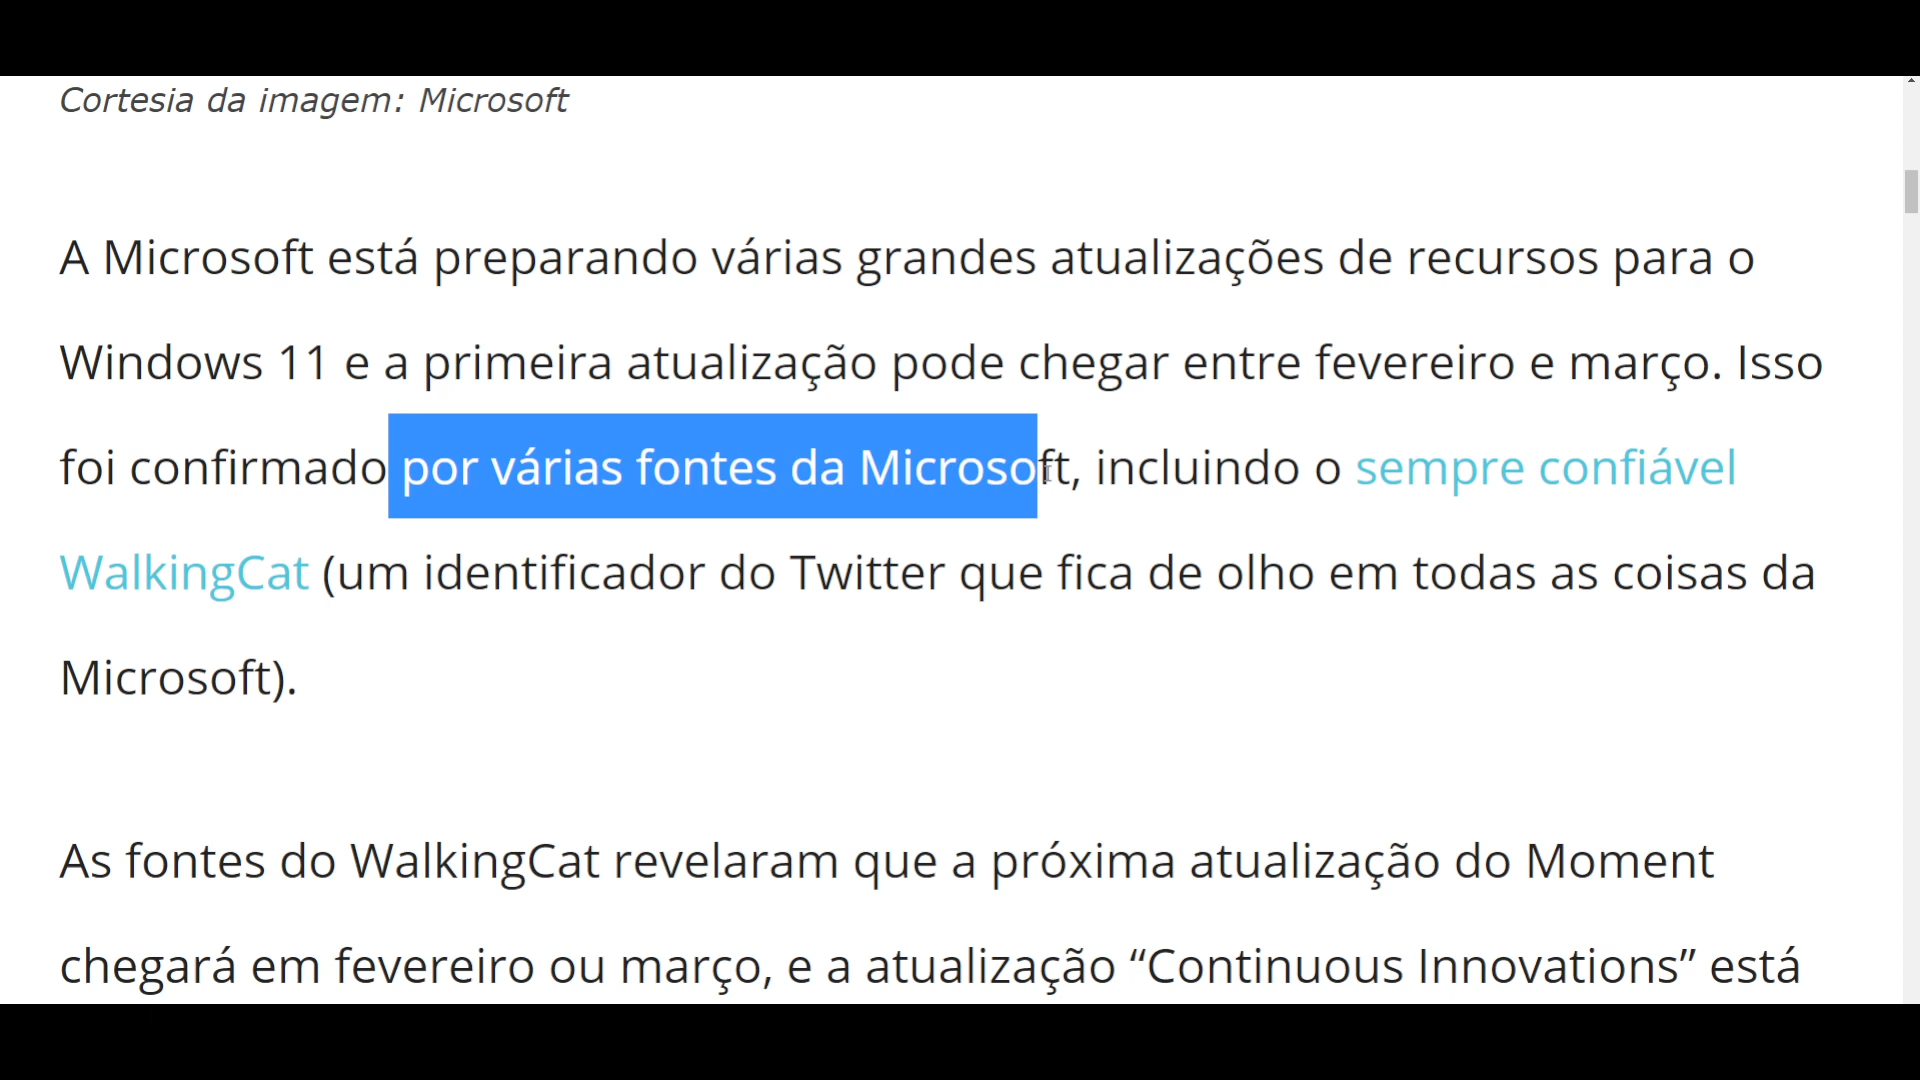 Cortesia da imagem: Microsoft
A Microsoft está preparando várias grandes atualizações de recursos para o
Windows 11 e a primeira atualização pode chegar entre fevereiro e março. Isso
foi confirmado por várias fontes da Microsoft, incluindo o sempre confiável
WalkingCat (um identificador do Twitter que fica de olho em todas as coisas da
Microsoft).
As fontes do WalkingCat revelaram que a próxima atualização do Moment
chegará em fevereiro ou março, e a atualização “Continuous Innovations” está